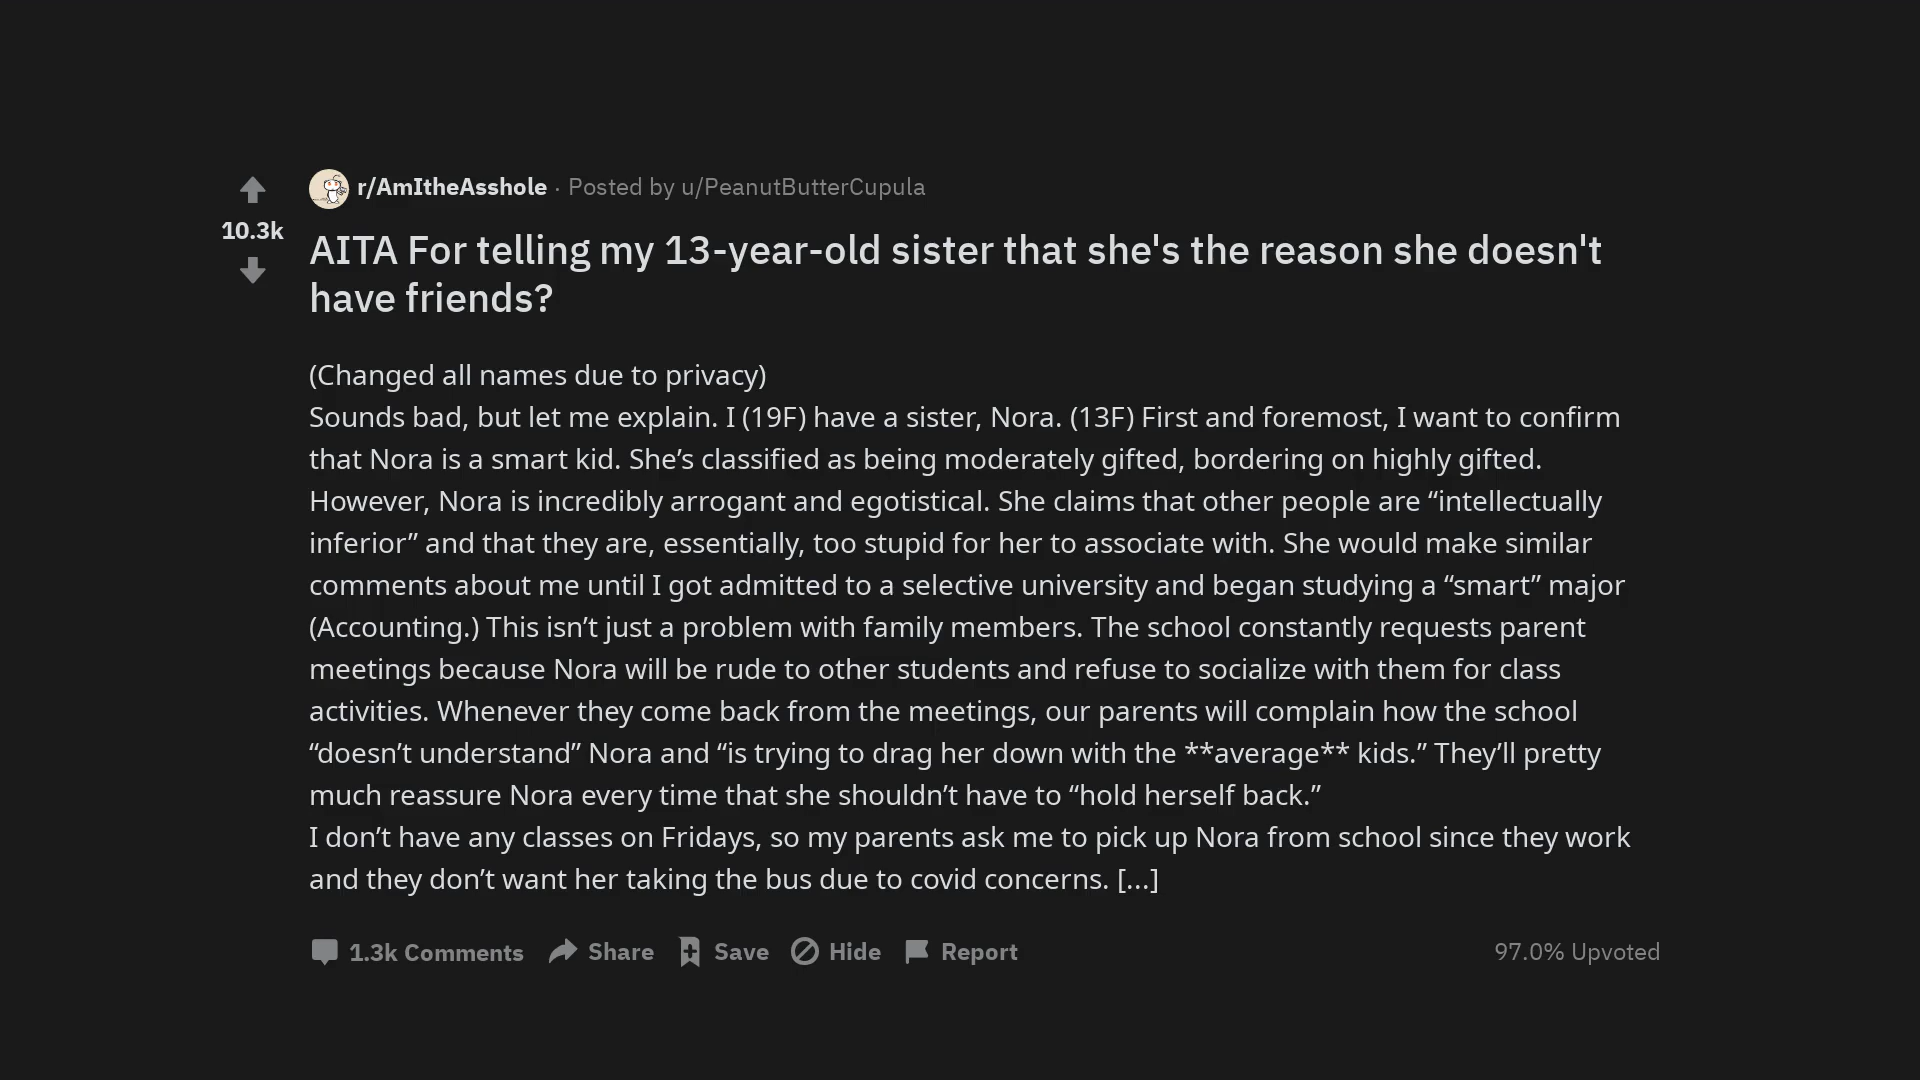 r/AmItheAsshole · Posted by u/PeanutButterCupula
10.3k
AITA For telling my 13-year-old sister that she's the reason she doesn't
have friends?
(Changed all names due to privacy)
Sounds bad, but let me explain. I (19F) have a sister, Nora. (13F) First and foremost, I want to confirm
that Nora is a smart kid. She’s classified as being moderately gifted, bordering on highly gifted.
However, Nora is incredibly arrogant and egotistical. She claims that other people are “intellectually
inferior” and that they are, essentially, too stupid for her to associate with. She would make similar
comments about me until I got admitted to a selective university and began studying a “smart” major
(Accounting.) This isn’t just a problem with family members. The school constantly requests parent
meetings because Nora will be rude to other students and refuse to socialize with them for class
activities. Whenever they come back from the meetings, our parents will complain how the school
“doesn’t understand” Nora and “is trying to drag her down with the **average** kids.” They’ll pretty
much reassure Nora every time that she shouldn’t have to “hold herself back.”
I don’t have any classes on Fridays, so my parents ask me to pick up Nora from school since they work
and they don’t want her taking the bus due to covid concerns. [...]
1.3k Comments Share Save Hide Report 97.0% Upvoted